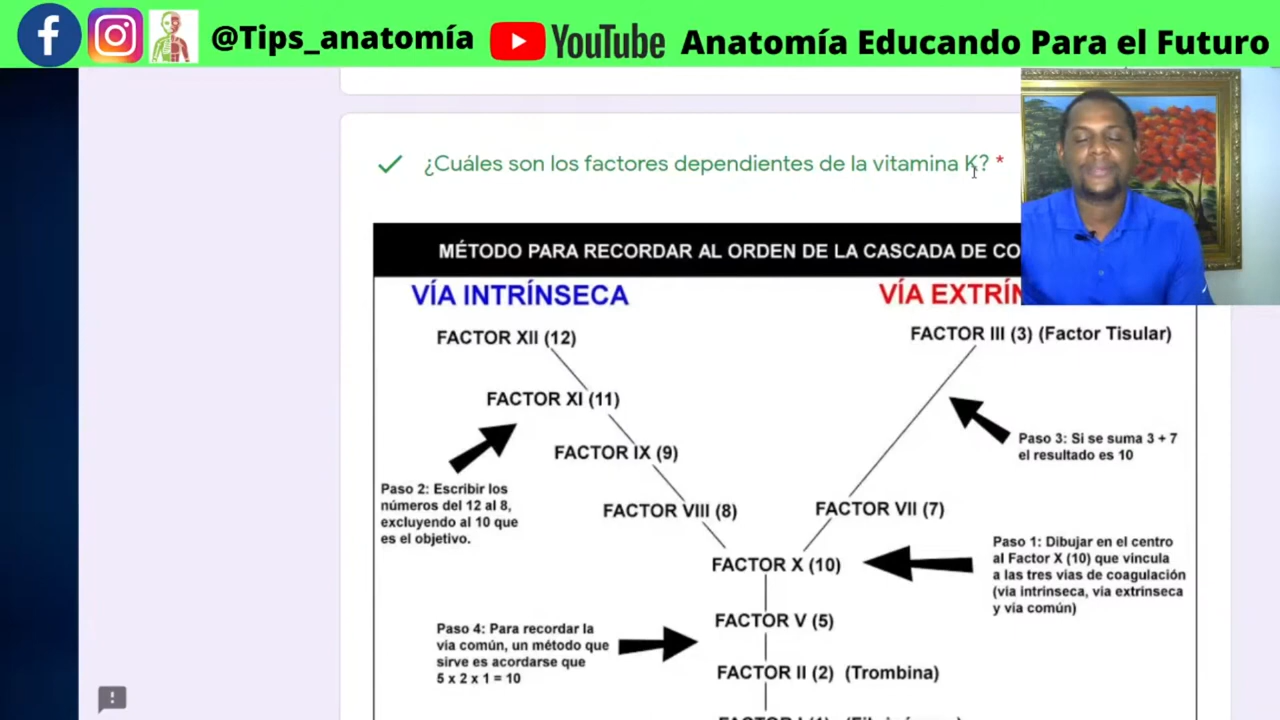 @Tips_anatomía YouTube Anatomía Educando Para el Futuro
¿Cuáles son los factores dependientes de la vitamina K? *
MÉTODO PARA RECORDAR AL ORDEN DE LA CASCADA DE CO
VÍA INTRÍNSECA
VÍA EXTRÍN
FACTOR XII (12)
FACTOR III (3) (Factor Tisular)
FACTOR XI (11)
Paso 3: Si se suma 3 + 7
el resultado es 10
FACTOR IX (9)
Paso 2: Escribir los
números del 12 al 8,
excluyendo al 10 que
es el objetivo.
FACTOR VIII (8)
FACTOR VII (7)
FACTOR X (10)
Paso 1: Dibujar en el centro
al Factor X (10) que vincula
a las tres vías de coagulación
(vía intrinseca, via extrinseca
y vía común)
FACTOR V (5)
Paso 4: Para recordar la
vía común, un método que
sirve es acordarse que
5 x 2 x 1 = 10
FACTOR II (2) (Trombina)